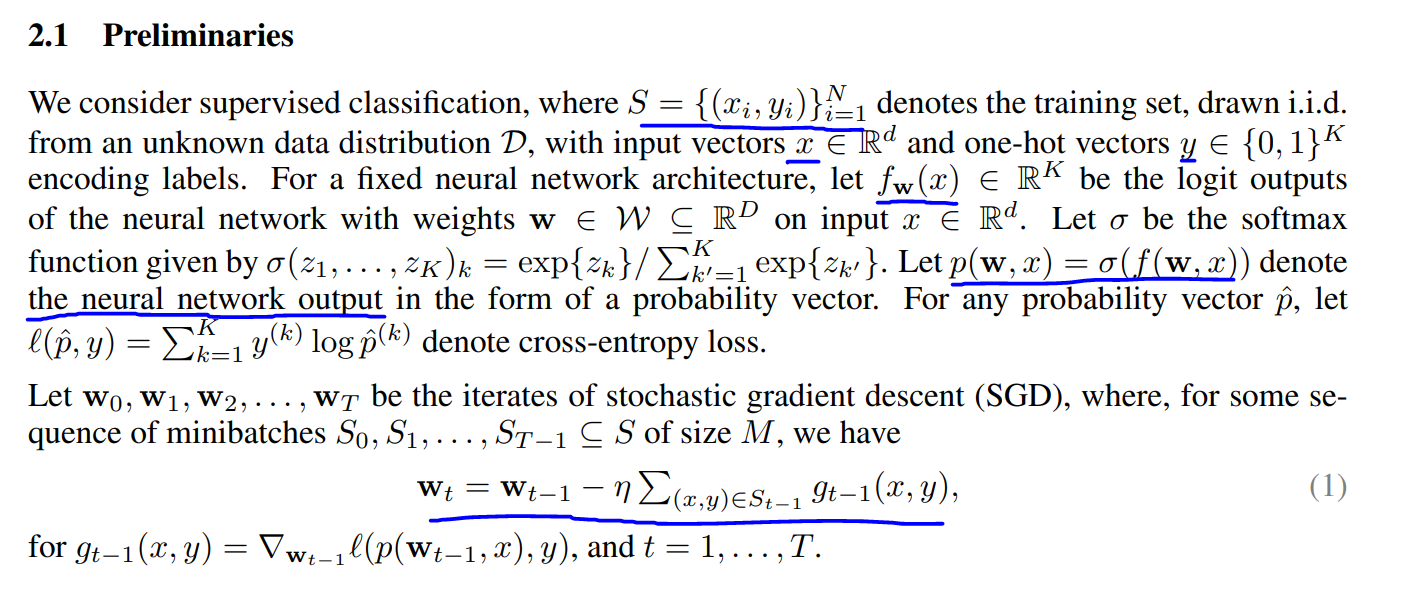 2.1 Preliminaries
We consider supervised classification, where S = {(x_i, y_i)}_{i=1}^N denotes the training set, drawn i.i.d.
from an unknown data distribution 𝒟, with input vectors x ∈ ℝ^d and one-hot vectors y ∈ {0, 1}^K
encoding labels. For a fixed neural network architecture, let f_𝐰(x) ∈ ℝ^K be the logit outputs
of the neural network with weights 𝐰 ∈ 𝒲 ⊆ ℝ^D on input x ∈ ℝ^d. Let σ be the softmax
function given by σ(z_1, . . . , z_K)_k = exp{z_k}/ ∑_{k'=1}^K exp{z_{k'}}. Let p(𝐰, x) = σ(f(𝐰, x)) denote
the neural network output in the form of a probability vector. For any probability vector p̂, let
ℓ(p̂, y) = ∑_{k=1}^K y^{(k)} log p̂^{(k)} denote cross-entropy loss.
Let 𝐰_0, 𝐰_1, 𝐰_2, . . . , 𝐰_T be the iterates of stochastic gradient descent (SGD), where, for some se-
quence of minibatches S_0, S_1, . . . , S_{T−1} ⊆ S of size M, we have
𝐰_t = 𝐰_{t−1} − η ∑_{(x,y)∈S_{t−1}} g_{t−1}(x, y), (1)
for g_{t−1}(x, y) = ∇_{𝐰_{t−1}} ℓ(p(𝐰_{t−1}, x), y), and t = 1, . . . , T.